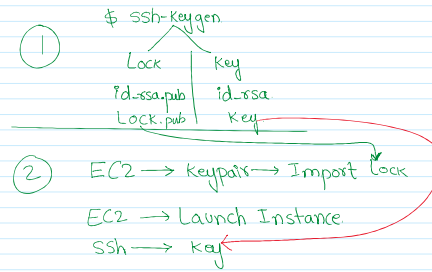 1
$ ssh-keygen
Lock Key
id_rsa.pub id_rsa
Lock.pub Key
2
EC2 → Keypair → Import Lock
EC2 → Launch Instance.
SSh → Key